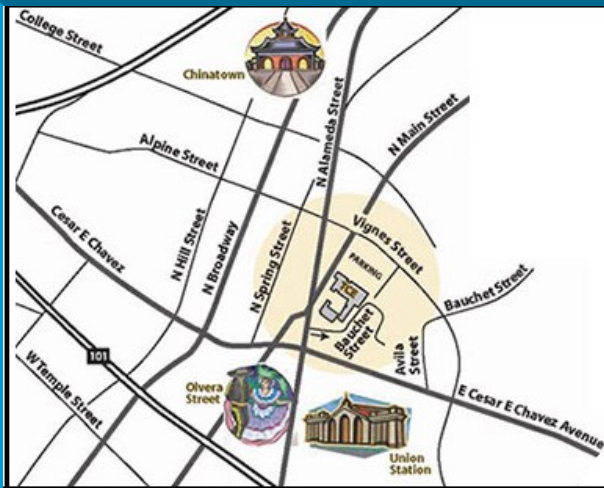 College Street
Chinatown
N Alameda Street
N Main Street
Alpine Street
Cesar E Chavez
N Hill Street
N Broadway
N Spring Street
Vignes Street
PARKING
TCR
Bauchet
Street
Bauchet Street
Avila
Street
101
W Temple Street
Olvera
Street
E Cesar E Chavez Avenue
Union
Station